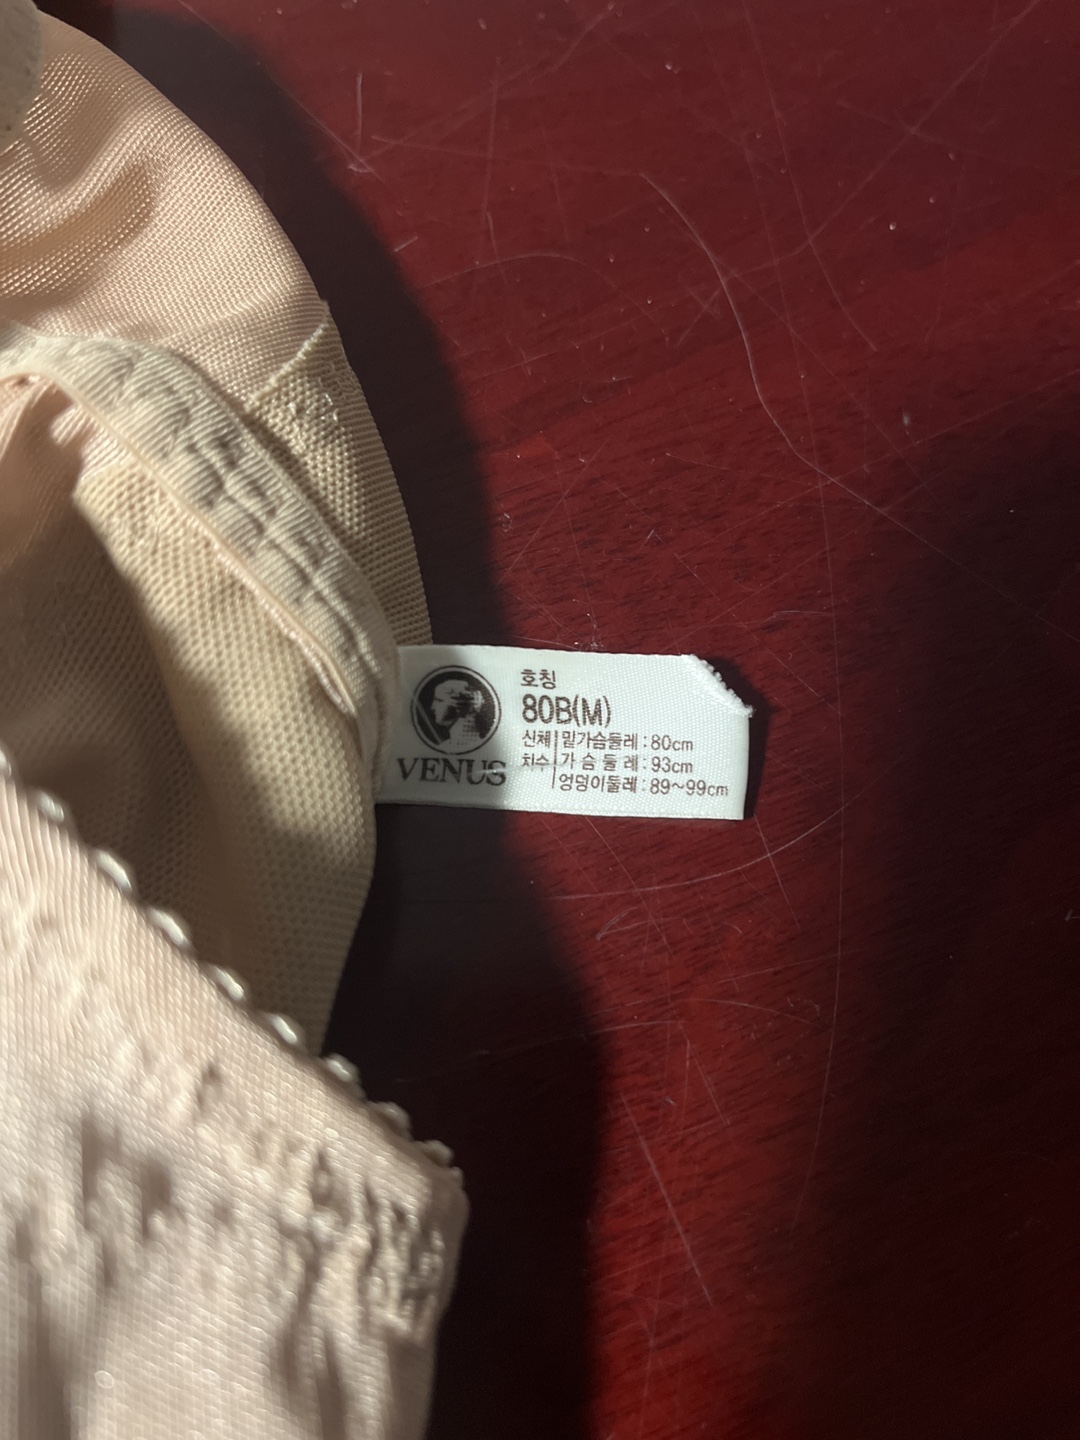 VENUS
호칭
80B(M)
신체 밑가슴둘레 : 80cm
치수 가슴둘레 : 93cm
엉덩이둘레 : 89~99cm